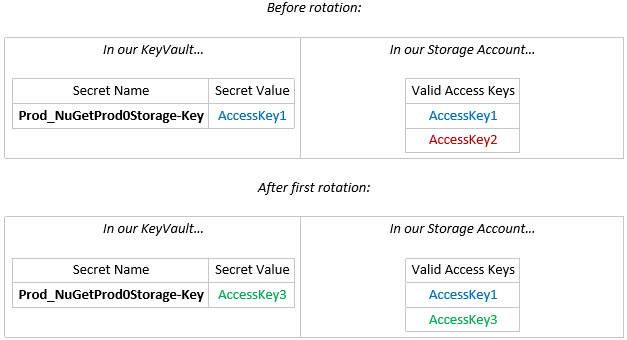 Before rotation:
In our KeyVault...
In our Storage Account...
Secret Name Secret Value
Prod_NuGetProd0Storage-Key AccessKey1
Valid Access Keys
AccessKey1
AccessKey2
After first rotation:
In our KeyVault...
In our Storage Account...
Secret Name Secret Value
Prod_NuGetProd0Storage-Key AccessKey3
Valid Access Keys
AccessKey1
AccessKey3